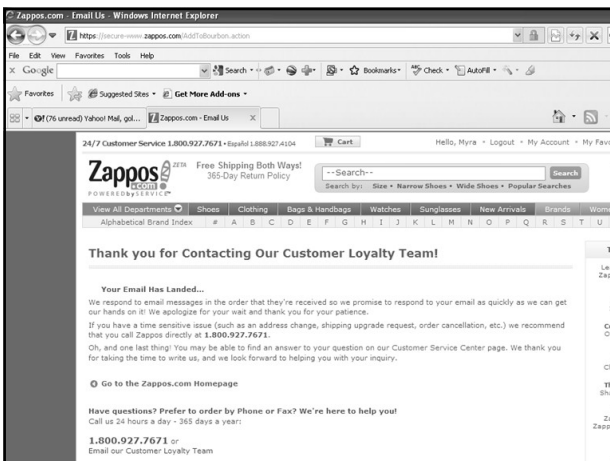 Zappos.com - Email Us - Windows Internet Explorer
https://secure-www.zappos.com/AddToBourbon.action
File Edit View Favorites Tools Help
x Google Search Bookmarks Check AutoFill
Favorites Suggested Sites Get More Add-ons
(76 unread) Yahoo! Mail, gol... Zappos.com - Email Us X
24/7 Customer Service 1.800.927.7671 • Español 1.888.927.4104 Cart Hello, Myra • Logout • My Account • My Favo
Zappos.com ZETA Free Shipping Both Ways! --Search-- Search
365-Day Return Policy
POWERED by SERVICE™ Search by: Size • Narrow Shoes • Wide Shoes • Popular Searches
View All Departments Shoes Clothing Bags & Handbags Watches Sunglasses New Arrivals Brands Wome
Alphabetical Brand Index # A B C D E F G H I J K L M N O P Q R S T U
Thank you for Contacting Our Customer Loyalty Team!
Your Email Has Landed...
We respond to email messages in the order that they're received so we promise to respond to your email as quickly as we can get
our hands on it! We apologize for your wait and thank you for your patience.
If you have a time sensitive issue (such as an address change, shipping upgrade request, order cancellation, etc.) we recommend
that you call Zappos directly at 1.800.927.7671.
Oh, and one last thing! You may be able to find an answer to your question on our Customer Service Center page. We thank you
for taking the time to write us, and we look forward to helping you with your inquiry.
Go to the Zappos.com Homepage
Have questions? Prefer to order by Phone or Fax? We're here to help you!
Call us 24 hours a day - 365 days a year:
1.800.927.7671 or
Email our Customer Loyalty Team